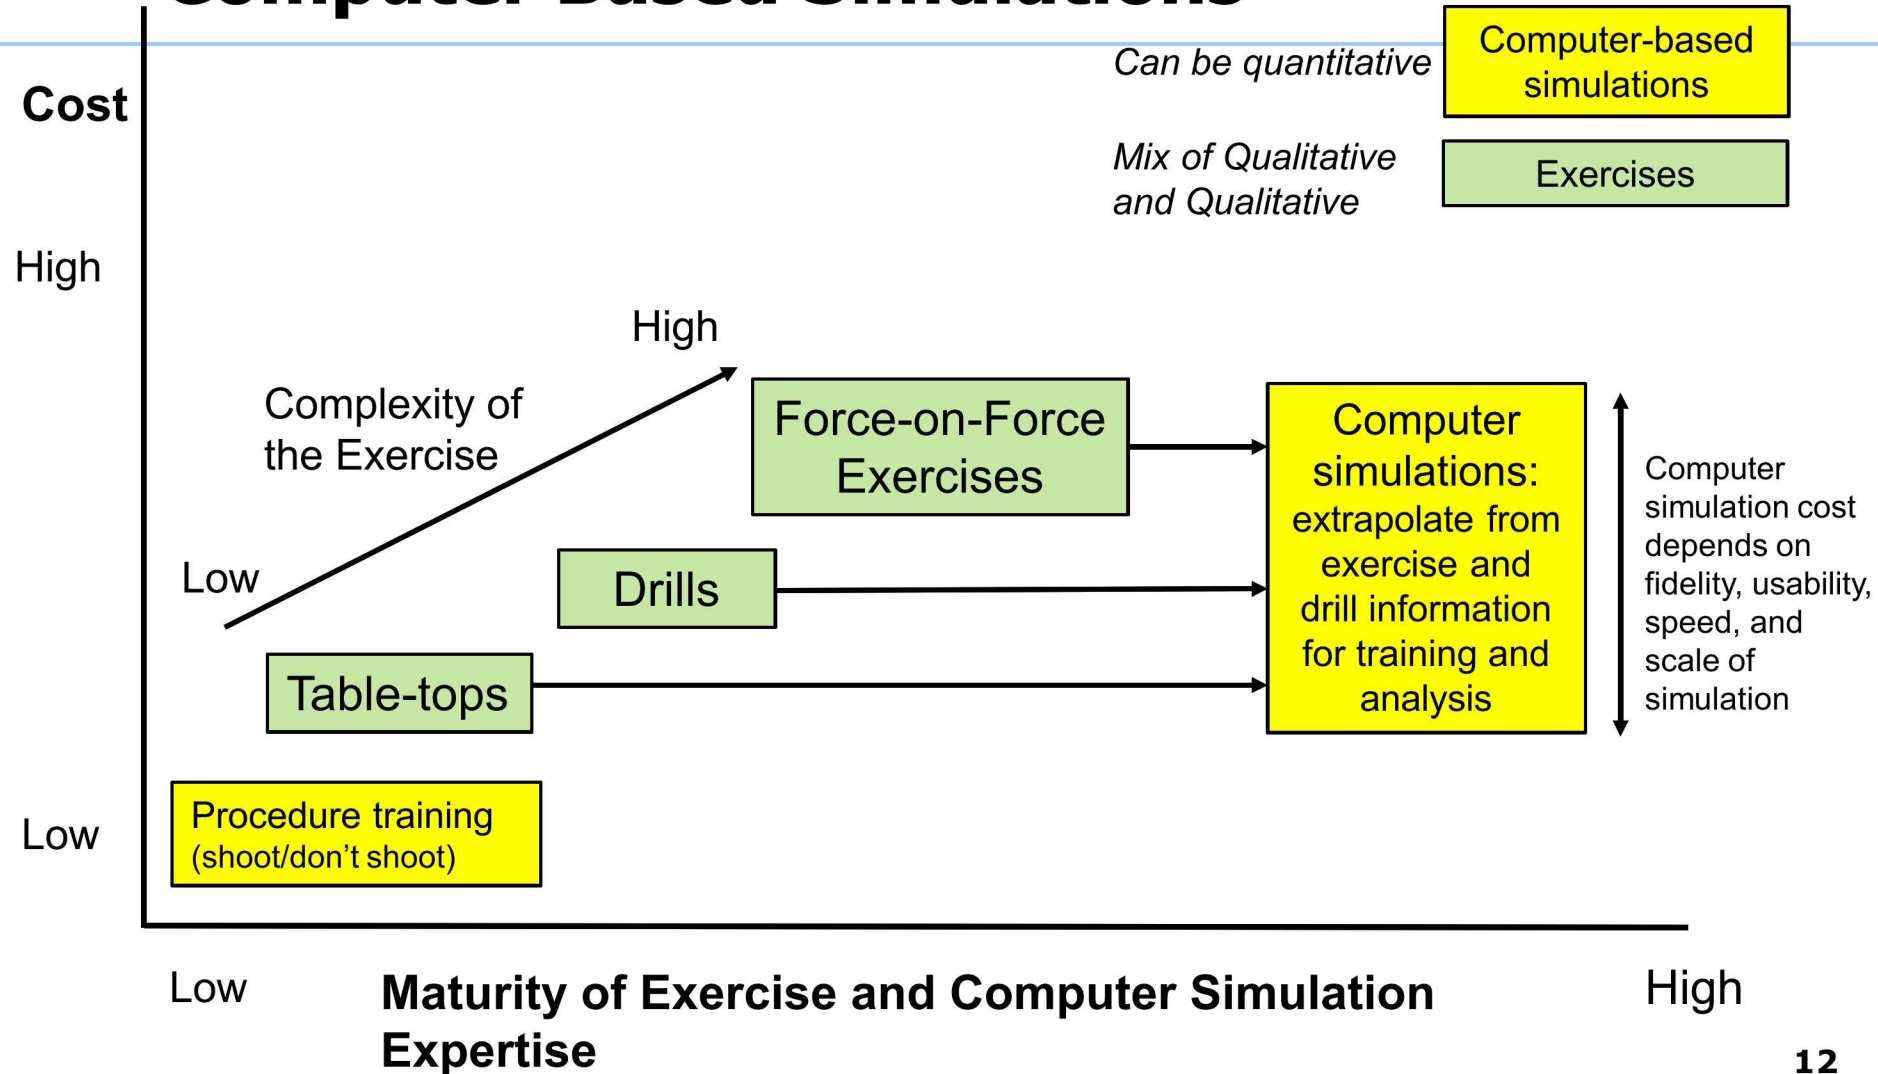 Computer Based Simulations
Can be quantitative
Computer-based
simulations
Cost
Mix of Qualitative
and Qualitative
Exercises
High
High
Complexity of
the Exercise
Low
Force-on-Force
Exercises
Drills
Table-tops
Computer
simulations:
extrapolate from
exercise and
drill information
for training and
analysis
Computer
simulation cost
depends on
fidelity, usability,
speed, and
scale of
simulation
Procedure training
(shoot/don’t shoot)
Low
Low
Maturity of Exercise and Computer Simulation
Expertise
High
12